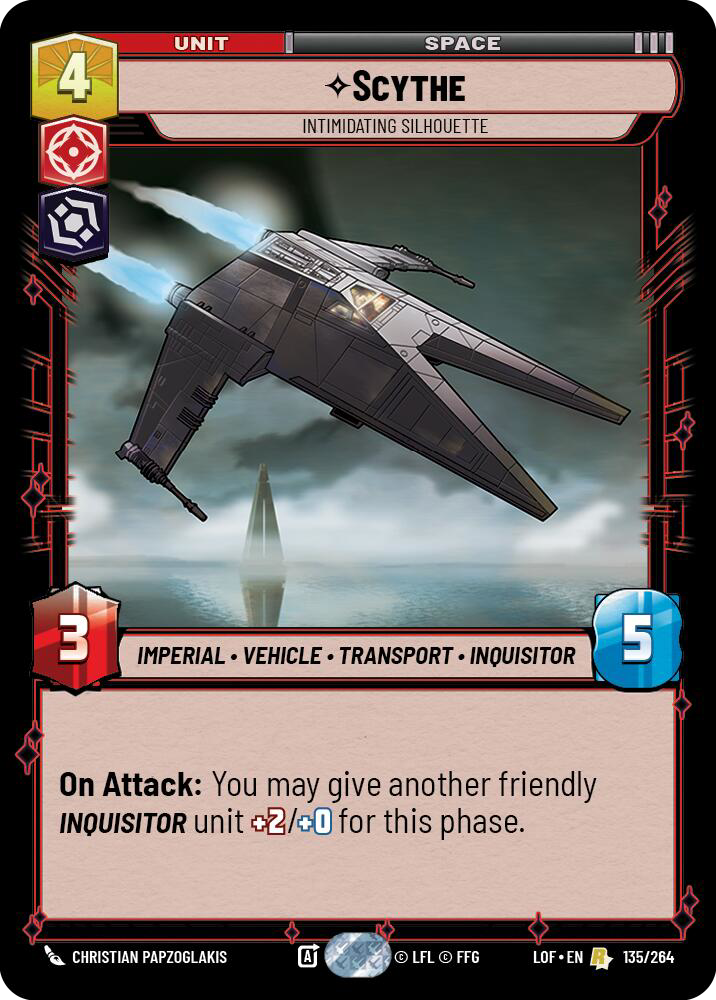 UNIT
SPACE
4
✧SCYTHE
INTIMIDATING SILHOUETTE
3
IMPERIAL • VEHICLE • TRANSPORT • INQUISITOR
5
On Attack: You may give another friendly
INQUISITOR unit +2/+0 for this phase.
CHRISTIAN PAPZOGLAKIS
A
© LFL © FFG
LOF • EN
R
135/264